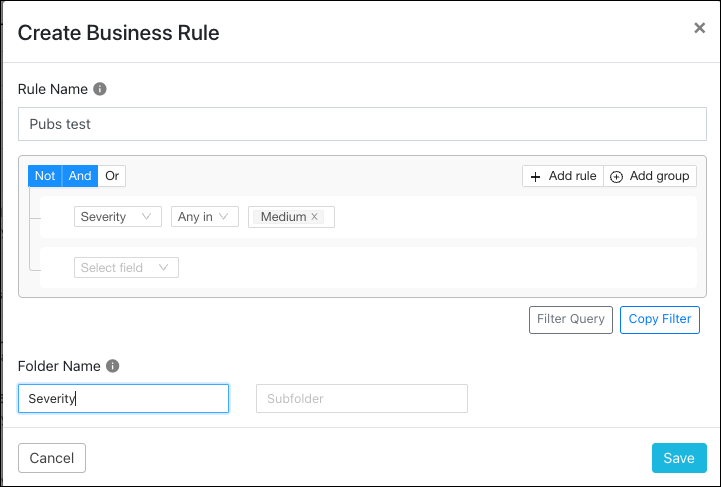 Create Business Rule ×
Rule Name
Pubs test
Not And Or + Add rule Add group
Severity Any in Medium x
Select field
Filter Query Copy Filter
Folder Name
Severity Subfolder
Cancel Save